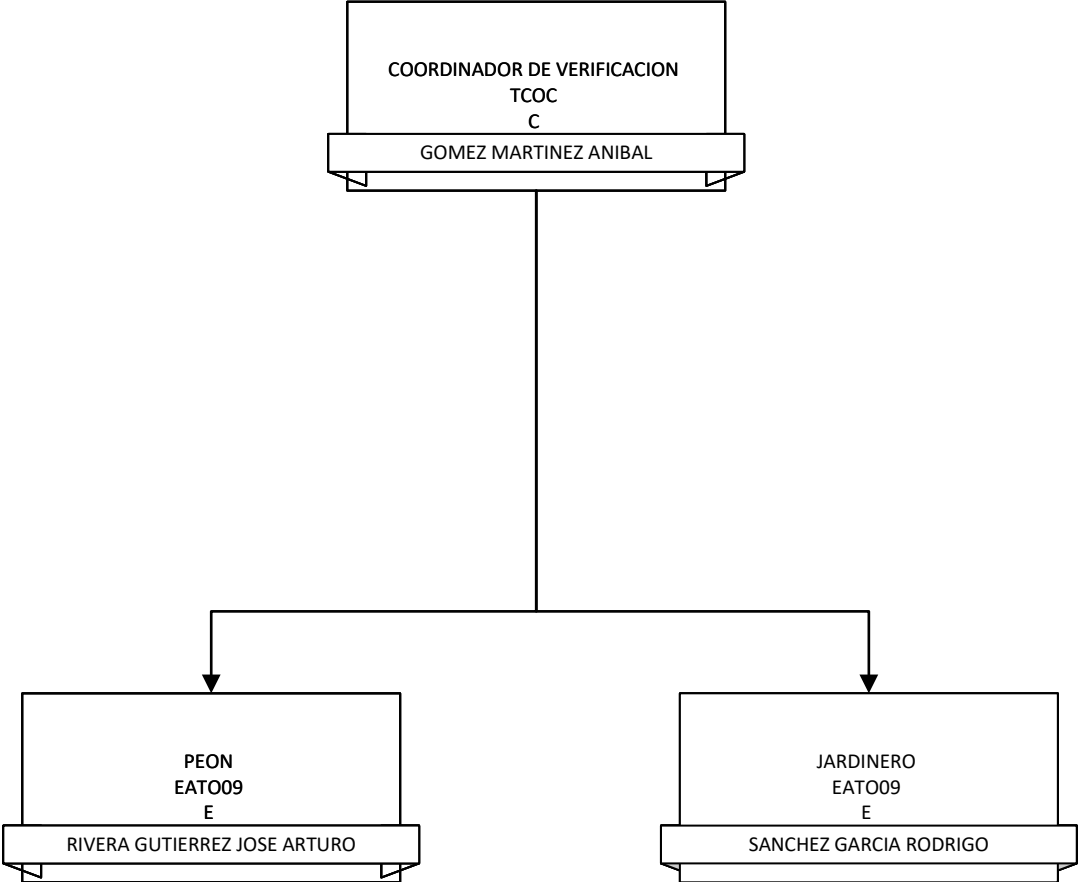 COORDINADOR DE VERIFICACION
TCOC
C
GOMEZ MARTINEZ ANIBAL
PEON
EATO09
E
RIVERA GUTIERREZ JOSE ARTURO
JARDINERO
EATO09
E
SANCHEZ GARCIA RODRIGO